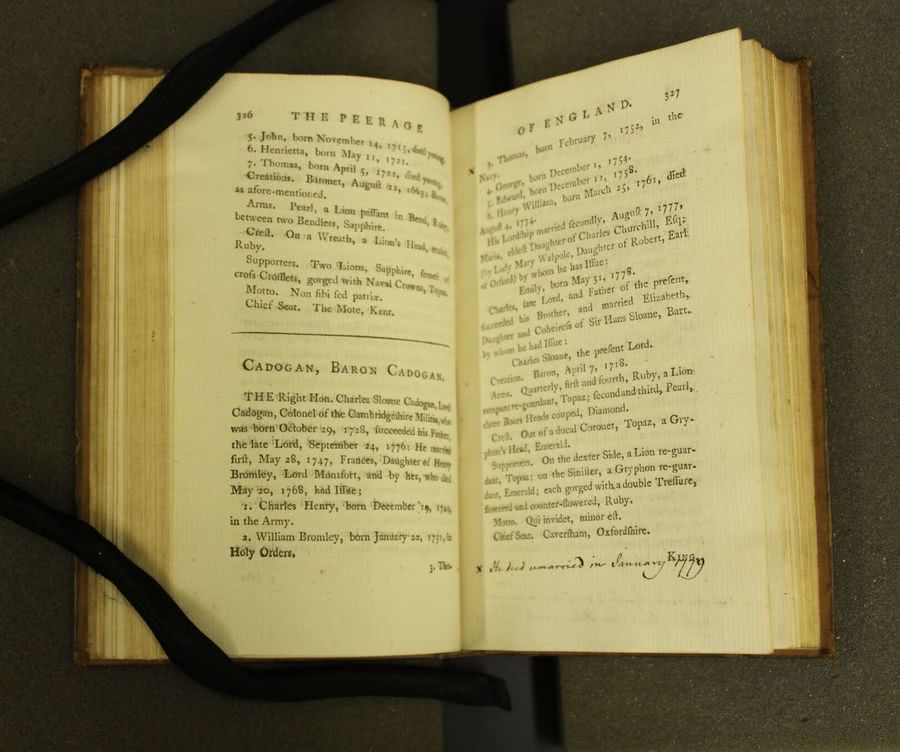 326 THE PEERAGE
5. John, born November 14, 1715, died young.
6. Henrietta, born May 11, 1721.
7. Thomas, born April 5, 1722, died young.
Creations. Baronet, August 22, 1663; Baron,
as afore-mentioned.
Arms. Pearl, a Lion passant in Bend, Ruby,
between two Bendlets, Sapphire.
Crest. On a Wreath, a Lion's Head, erased,
Ruby.
Supporters. Two Lions, Sapphire, semeé of
cross Crosslets, gorged with Naval Crowns, Topaz.
Motto. Non sibi sed patriæ.
Chief Seat. The Mote, Kent.
CADOGAN, BARON CADOGAN.
THE Right Hon. Charles Sloane Cadogan, Lord
Cadogan, Colonel of the Cambridgeshire Militia, who
was born October 29, 1728, succeeded his Father,
the late Lord, September 24, 1776: He married
first, May 28, 1747, Frances, Daughter of Henry
Bromley, Lord Montfort, and by her, who died
May 20, 1768, had Issue;
1. Charles Henry, born December 19, 1749,
in the Army.
2. William Bromley, born January 20, 1751, in
Holy Orders.
3. Tho-
OF ENGLAND. 327
x 3. Thomas, born February 7, 1752, in the
Navy.
4. George, born December 1, 1754.
5. Edward, born December 12, 1758.
6. Henry William, born March 25, 1761, died
August 4, 1774.
His Lordship married secondly, August 7, 1777,
Maria, eldest Daughter of Charles Churchill, Esq;
(by Lady Mary Walpole, Daughter of Robert, Earl
of Orford) by whom he has Issue:
Emily, born May 31, 1778.
Charles, late Lord, and Father of the present,
succeeded his Brother, and married Elizabeth,
Daughter and Coheiress of Sir Hans Sloane, Bart.
by whom he had Issue:
Charles Sloane, the present Lord.
Creation. Baron, April 7, 1718.
Arms. Quarterly, first and fourth, Ruby, a Lion
rampant re-guardant, Topaz; second and third, Pearl,
three Boars Heads couped, Diamond.
Crest. Out of a ducal Coronet, Topaz, a Gry-
phon's Head, Emerald.
Supporters. On the dexter Side, a Lion re-guar-
dant, Topaz; on the Sinister, a Gryphon re-guar-
dant, Emerald; each gorged with a double Tressure,
flowered and counter-flowered, Ruby.
Motto. Qui invidet, minor est.
Chief Seat. Caversham, Oxfordshire.
KING,
x He died unmarried in January 1779